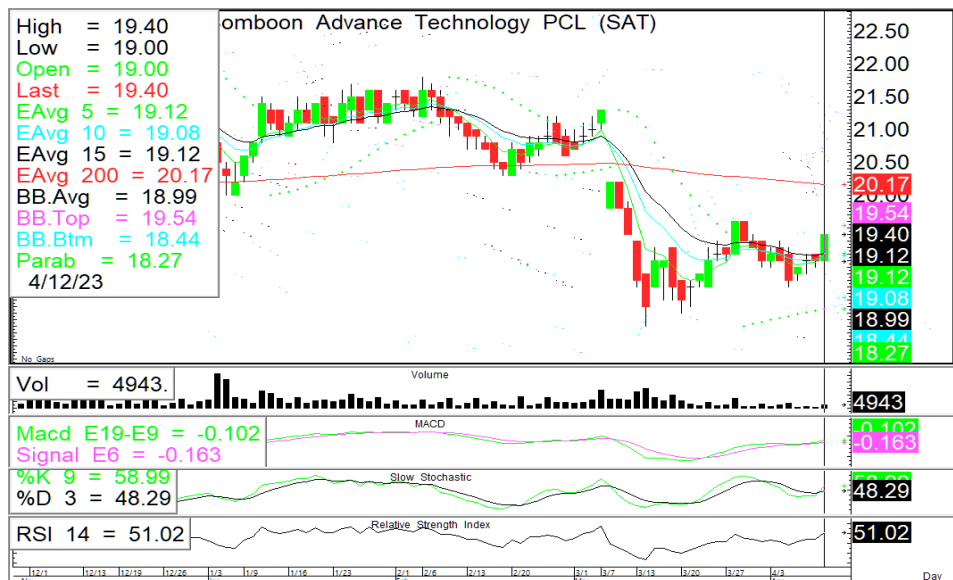 omboon Advance Technology PCL (SAT)
High = 19.40
Low = 19.00
Open = 19.00
Last = 19.40
EAvg 5 = 19.12
EAvg 10 = 19.08
EAvg 15 = 19.12
EAvg 200 = 20.17
BB.Avg = 18.99
BB.Top = 19.54
BB.Btm = 18.44
Parab = 18.27
4/12/23
22.50
22.00
21.50
21.00
20.50
20.17
20.00
19.54
19.40
19.12
19.12
19.08
18.99
18.44
18.27
No Gaps
Volume
Vol = 4943.
4943
MACD
Macd E19-E9 = -0.102
Signal E6 = -0.163
-0.102
-0.163
Slow Stochastic
%K 9 = 58.99
%D 3 = 48.29
48.29
Relative Strength Index
RSI 14 = 51.02
51.02
12/1 12/13 12/19 12/26 1/3 1/9 1/16 1/23 2/1 2/6 2/13 2/20 3/1 3/7 3/13 3/20 3/27 4/3
Day